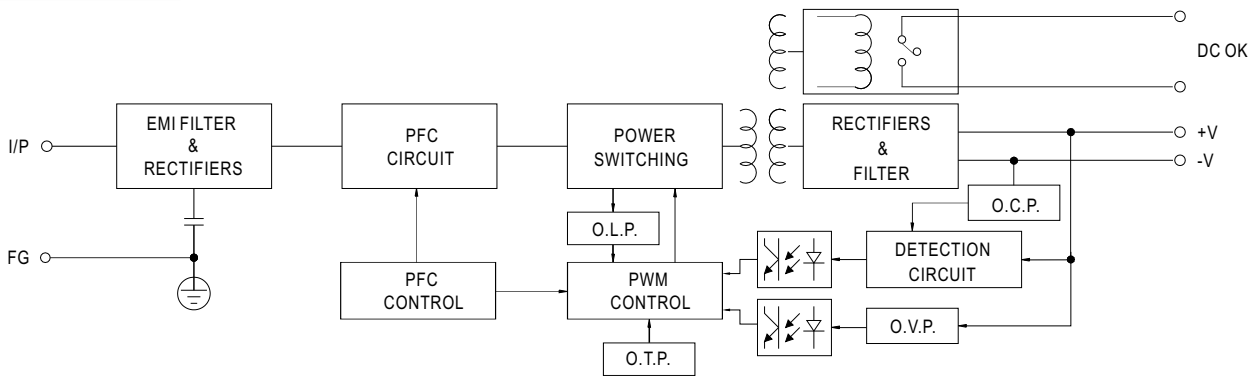 DC OK
I/P
EMI FILTER
&
RECTIFIERS
PFC
CIRCUIT
POWER
SWITCHING
RECTIFIERS
&
FILTER
+V
-V
O.C.P.
O.L.P.
FG
DETECTION
CIRCUIT
PFC
CONTROL
PWM
CONTROL
O.V.P.
O.T.P.